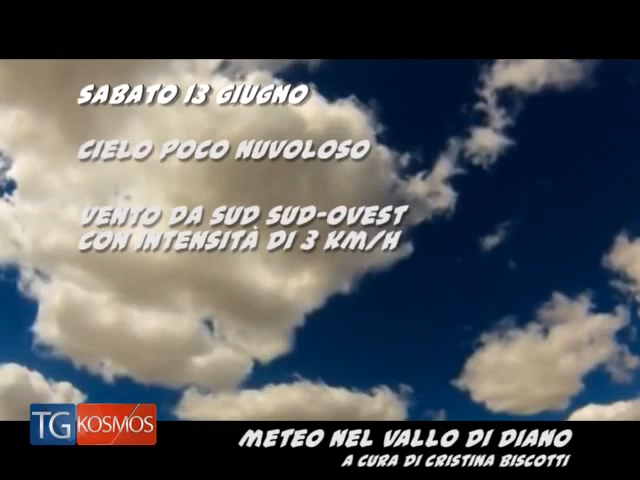 SABATO 13 GIUGNO
CIELO POCO NUVOLOSO
VENTO DA SUD SUD-OVEST
CON INTENSITÀ DI 3 KM/H
TG KOSMOS
METEO NEL VALLO DI DIANO
A CURA DI CRISTINA BISCOTTI